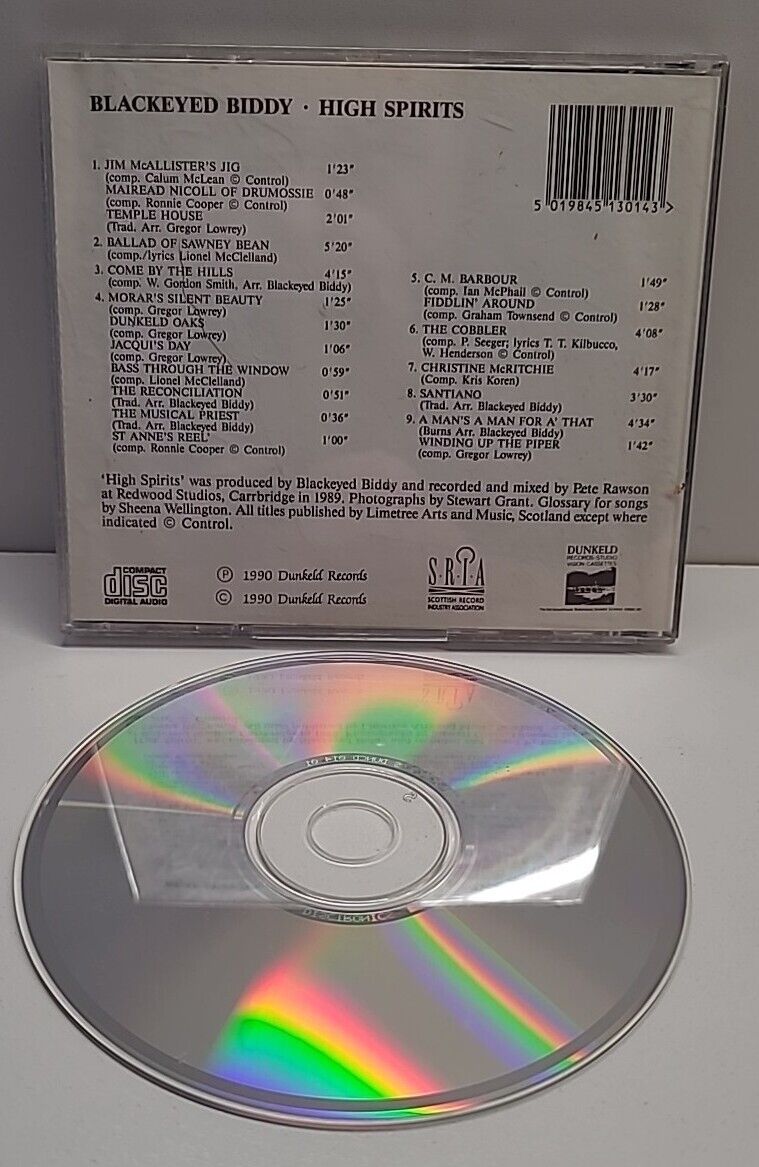 BLACKEYED BIDDY · HIGH SPIRITS
1. JIM McALLISTER'S JIG 1'23"
(comp. Calum McLean © Control)
MAIREAD NICOLL OF DRUMOSSIE 0'48"
(comp. Ronnie Cooper © Control)
TEMPLE HOUSE 2'01"
(Trad. Arr. Gregor Lowrey)
2. BALLAD OF SAWNEY BEAN 5'20"
(comp./lyrics Lionel McClelland)
3. COME BY THE HILLS 4'15"
(comp. W. Gordon Smith, Arr. Blackeyed Biddy)
4. MORAR'S SILENT BEAUTY 1'25"
(comp. Gregor Lowrey)
DUNKELD OAKS 1'30"
(comp. Gregor Lowrey)
JACQUI'S DAY 1'06"
(comp. Gregor Lowrey)
BASS THROUGH THE WINDOW 0'59"
(comp. Lionel McClelland)
THE RECONCILIATION 0'51"
(Trad. Arr. Blackeyed Biddy)
THE MUSICAL PRIEST 0'36"
(Trad. Arr. Blackeyed Biddy)
ST ANNE'S REEL' 1'00"
(comp. Ronnie Cooper © Control)
5 019845 130143 >
5. C. M. BARBOUR 1'49"
(comp. Ian McPhail © Control)
FIDDLIN' AROUND 1'28"
(comp. Graham Townsend © Control)
6. THE COBBLER 4'08"
(comp. P. Seeger; lyrics T. T. Kilbucco,
W. Henderson © Control)
7. CHRISTINE McRITCHIE 4'17"
(Comp. Kris Koren)
8. SANTIANO 3'30"
(Trad. Arr. Blackeyed Biddy)
9. A MAN'S A MAN FOR A' THAT 4'34"
(Burns Arr. Blackeyed Biddy)
WINDING UP THE PIPER 1'42"
(comp. Gregor Lowrey)
'High Spirits' was produced by Blackeyed Biddy and recorded and mixed by Pete Rawson
at Redwood Studios, Carrbridge in 1989. Photographs by Stewart Grant. Glossary for songs
by Sheena Wellington. All titles published by Limetree Arts and Music, Scotland except where
indicated © Control.
COMPACT
disc
DIGITAL AUDIO
℗ 1990 Dunkeld Records
© 1990 Dunkeld Records
S·R·I·A
SCOTTISH RECORD
INDUSTRY ASSOCIATION
DUNKELD
RECORDS·STUDIO
VISION·CASSETTES
DISCTRONICS